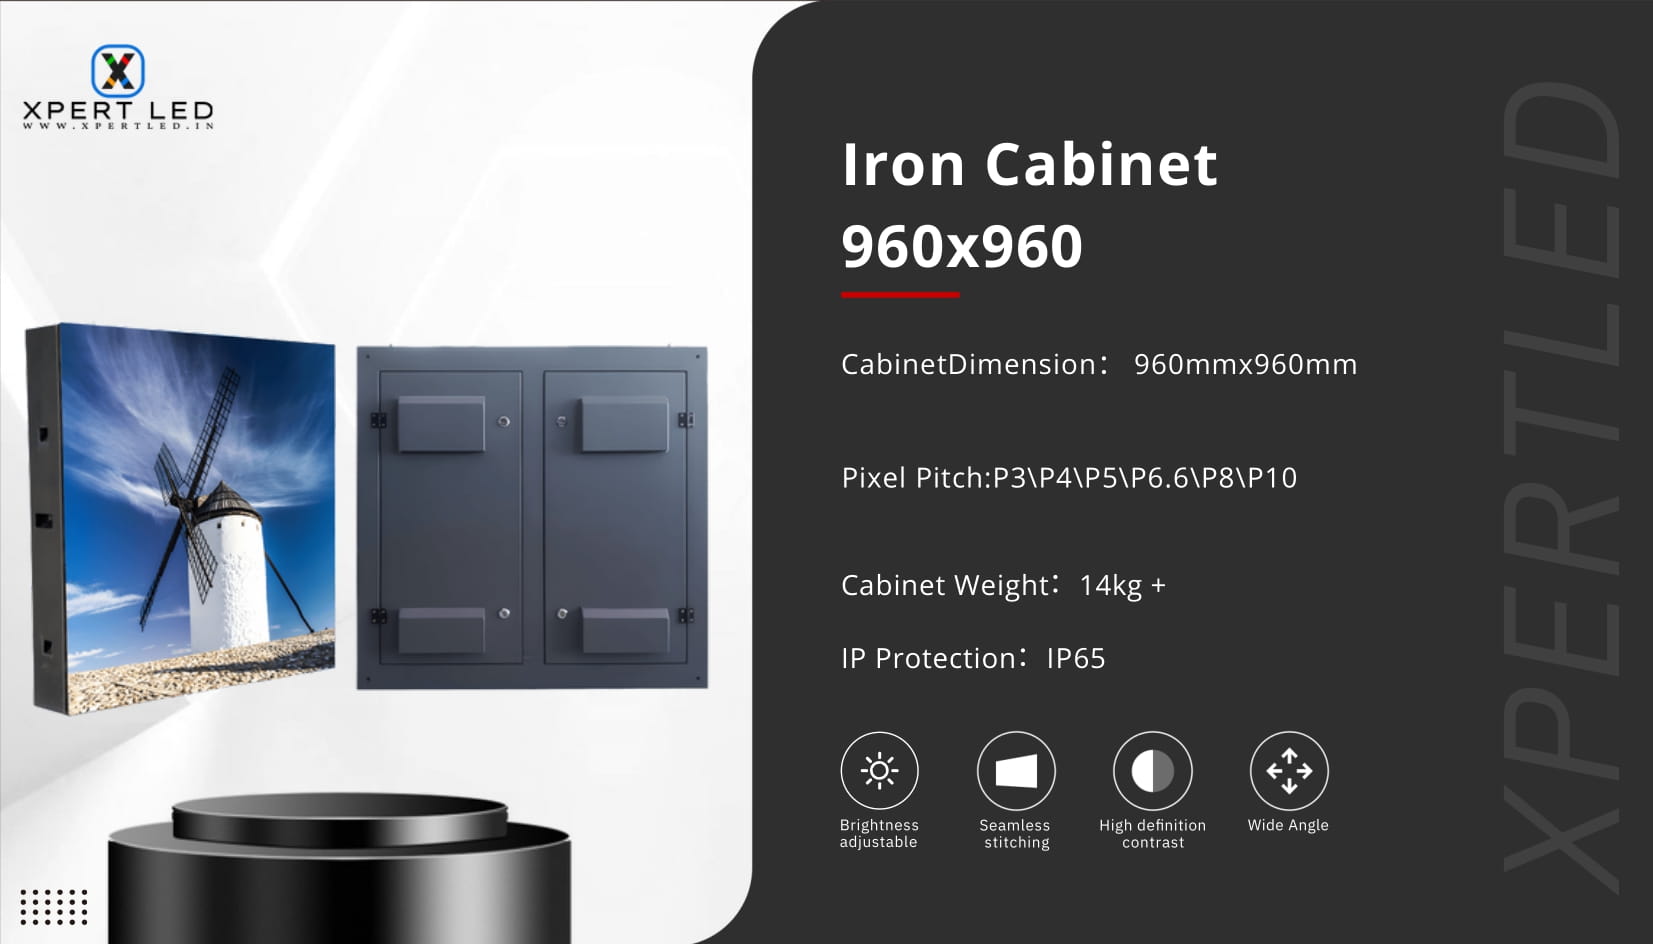 XPERT LED
WWW.XPERTLED.IN
Iron Cabinet
960x960
CabinetDimension： 960mmx960mm
Pixel Pitch:P3\P4\P5\P6.6\P8\P10
Cabinet Weight：14kg +
IP Protection：IP65
Brightness
adjustable
Seamless
stitching
High definition
contrast
Wide Angle
XPERTLED